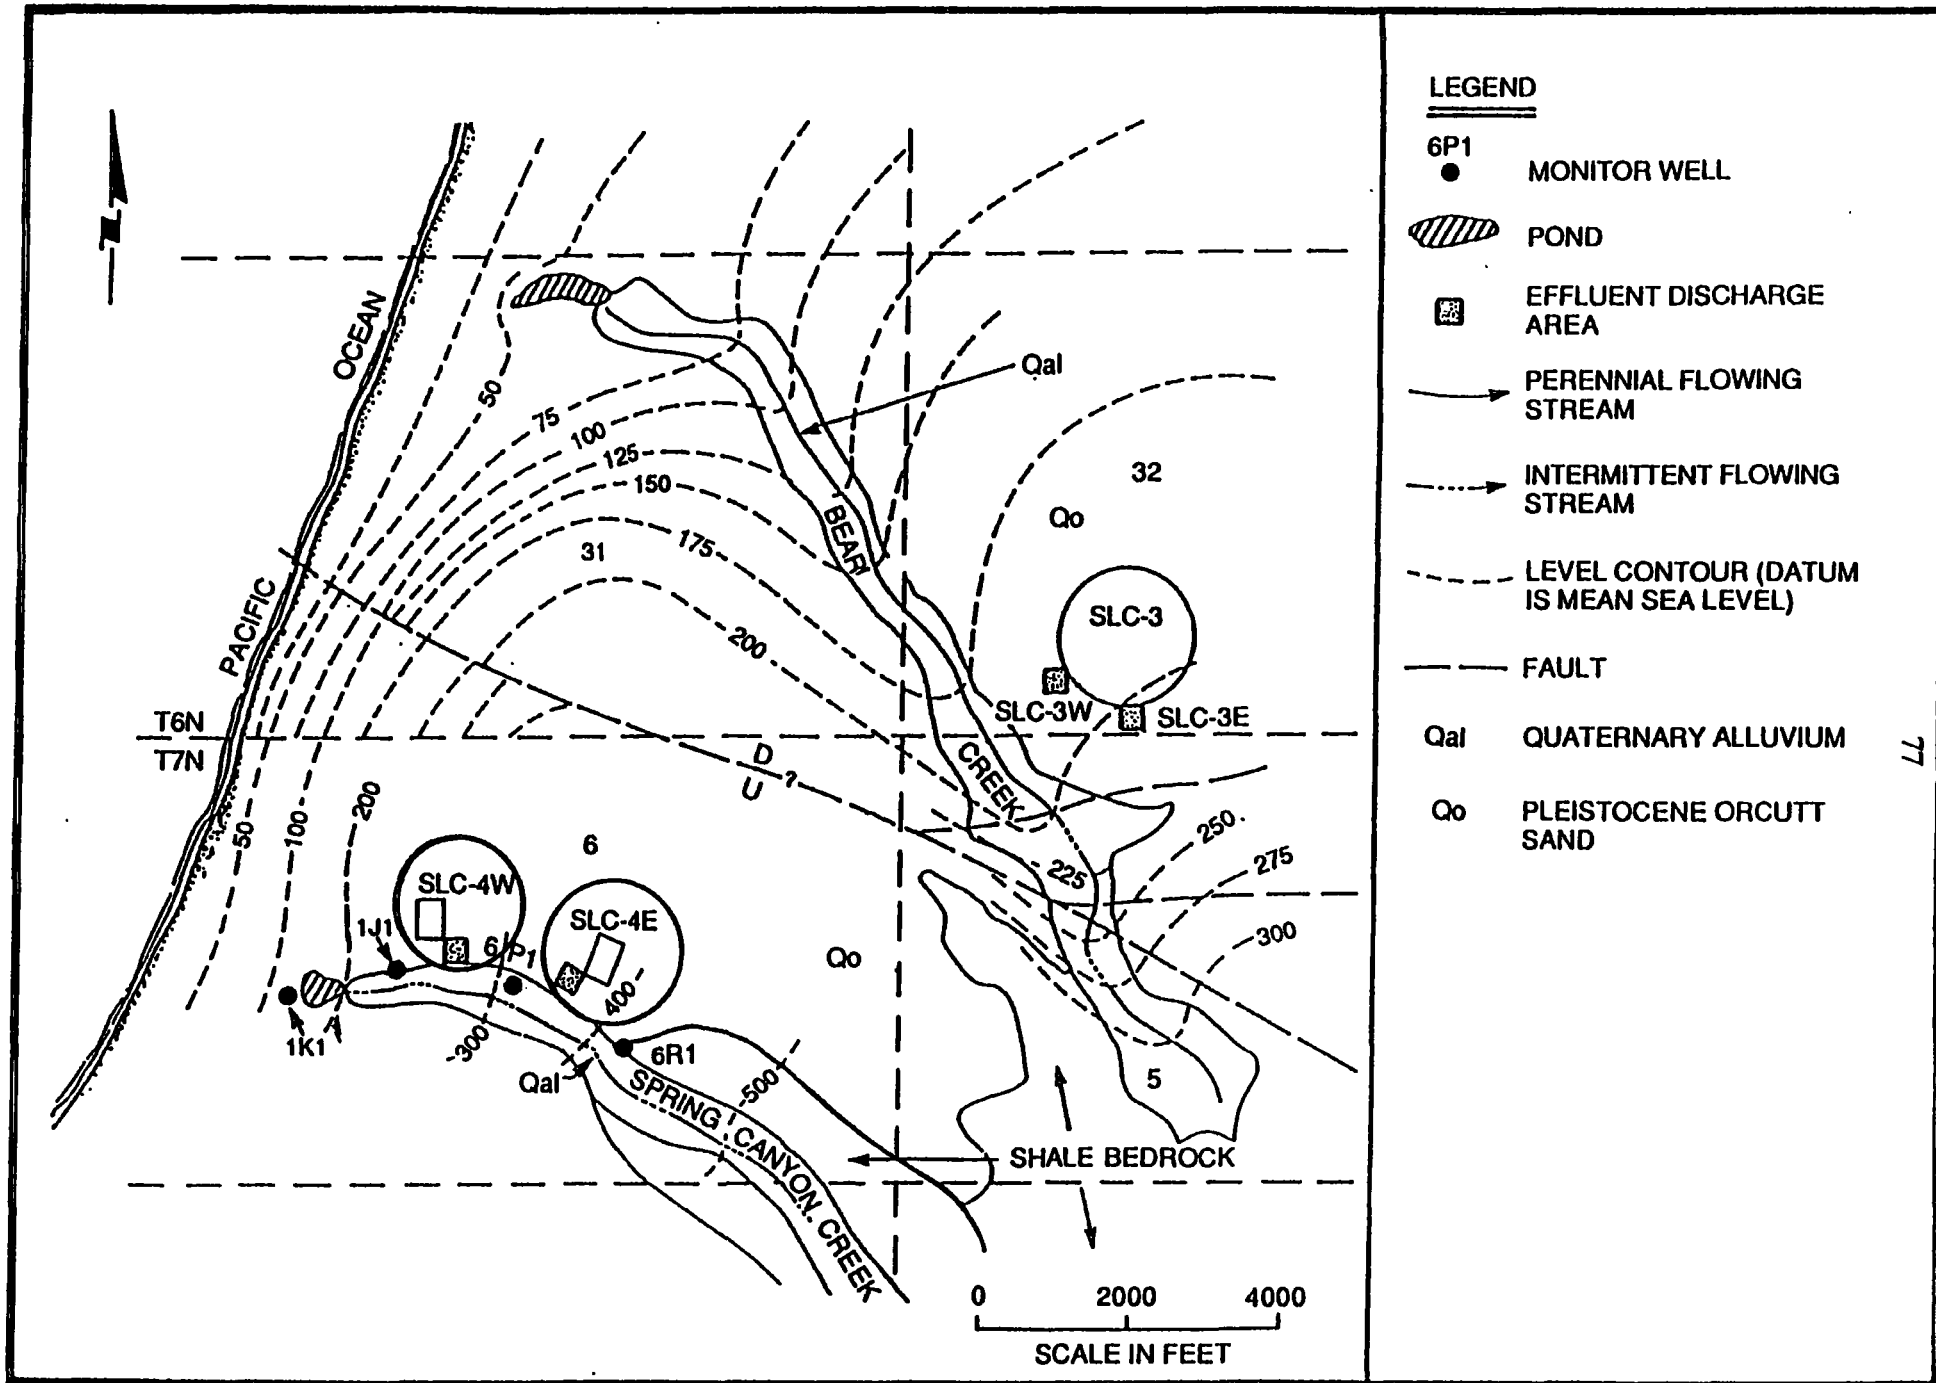 LEGEND
6P1
MONITOR WELL
POND
EFFLUENT DISCHARGE
AREA
PERENNIAL FLOWING
STREAM
INTERMITTENT FLOWING
STREAM
LEVEL CONTOUR (DATUM
IS MEAN SEA LEVEL)
FAULT
Qal QUATERNARY ALLUVIUM
Qo PLEISTOCENE ORCUTT
SAND
77
PACIFIC OCEAN
50
75
100
125
150
175
200
31
Qal
32
Qo
BEAR CREEK
SLC-3
SLC-3W
SLC-3E
T6N
T7N
D ?
U
50
100
200
6
SLC-4W
SLC-4E
1J1
6P1
1K1
300
400
Qal
6R1
500
SPRING CANYON CREEK
Qo
225
250
275
300
5
SHALE BEDROCK
0 2000 4000
SCALE IN FEET